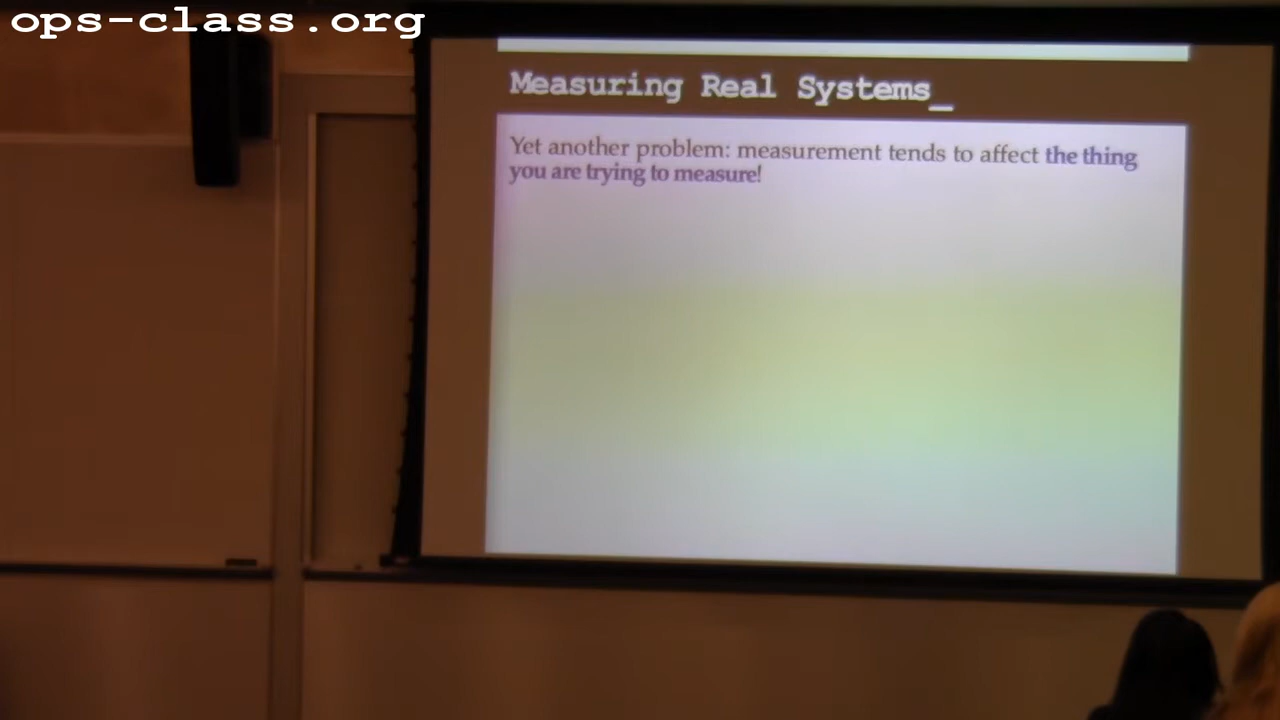 ops-class.org
Measuring Real Systems_
Yet another problem: measurement tends to affect the thing
you are trying to measure!